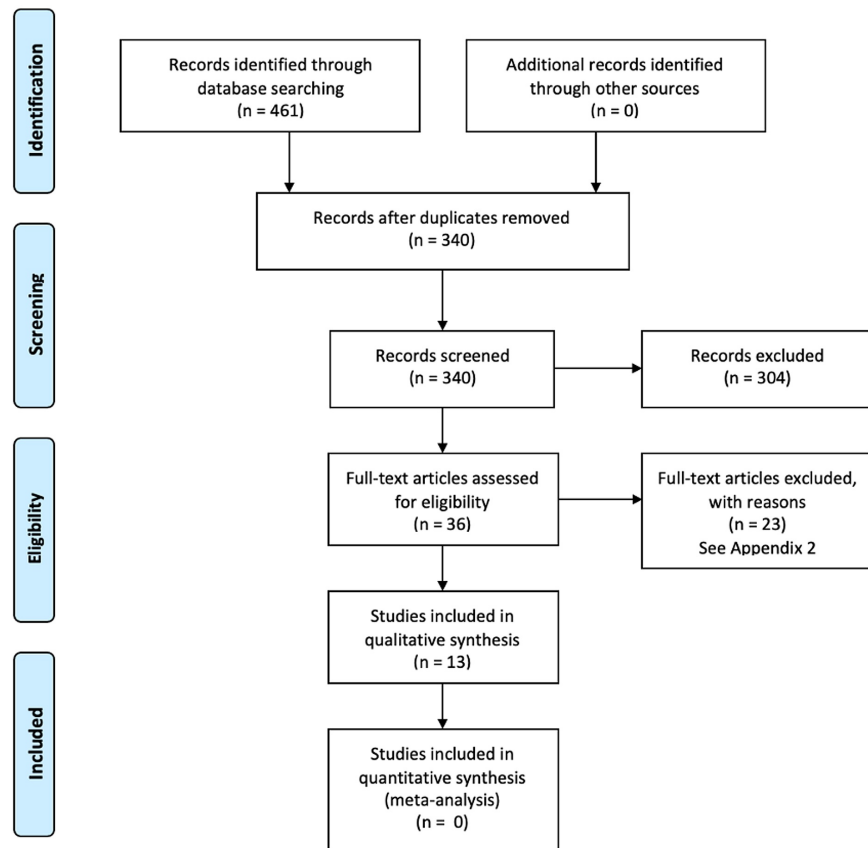 Identification
Records identified through
database searching
(n = 461)
Additional records identified
through other sources
(n = 0)
Records after duplicates removed
(n = 340)
Screening
Records screened
(n = 340)
Records excluded
(n = 304)
Eligibility
Full-text articles assessed
for eligibility
(n = 36)
Full-text articles excluded,
with reasons
(n = 23)
See Appendix 2
Studies included in
qualitative synthesis
(n = 13)
Included
Studies included in
quantitative synthesis
(meta-analysis)
(n = 0)